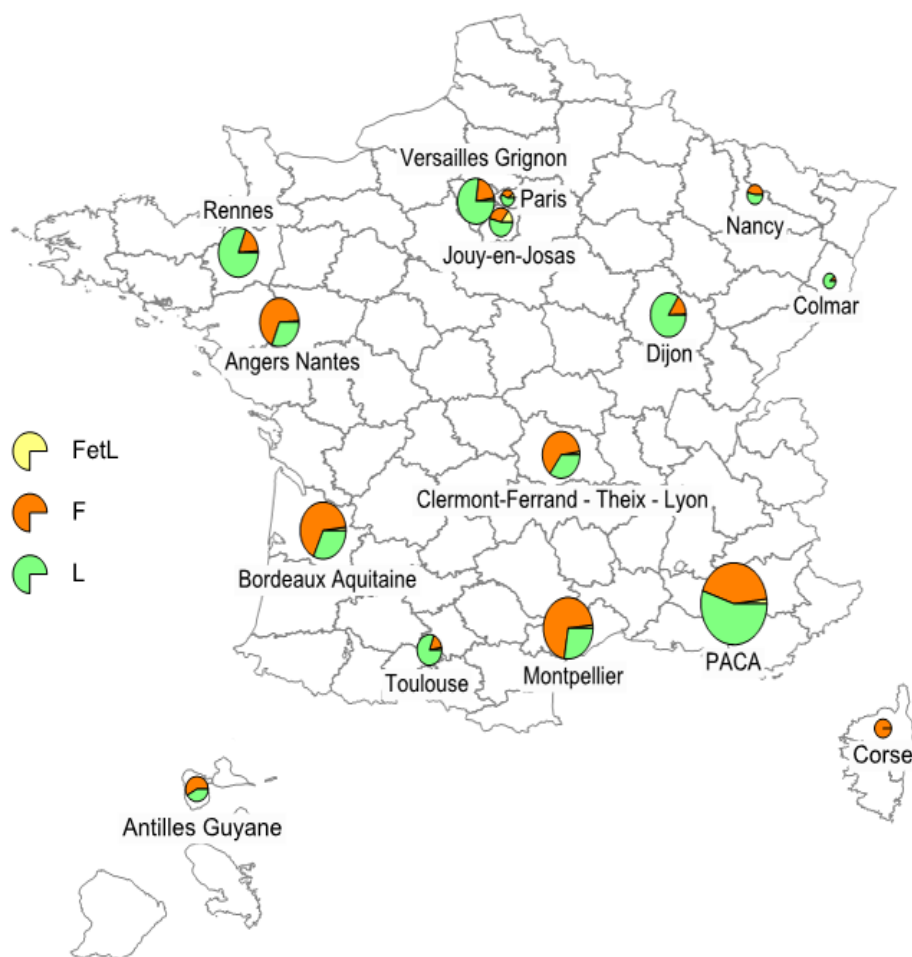 Versailles Grignon
Paris
Rennes
Nancy
Jouy-en-Josas
Colmar
Angers Nantes
Dijon
FetL
F
L
Clermont-Ferrand - Theix - Lyon
Bordeaux Aquitaine
PACA
Toulouse
Montpellier
Corse
Antilles Guyane